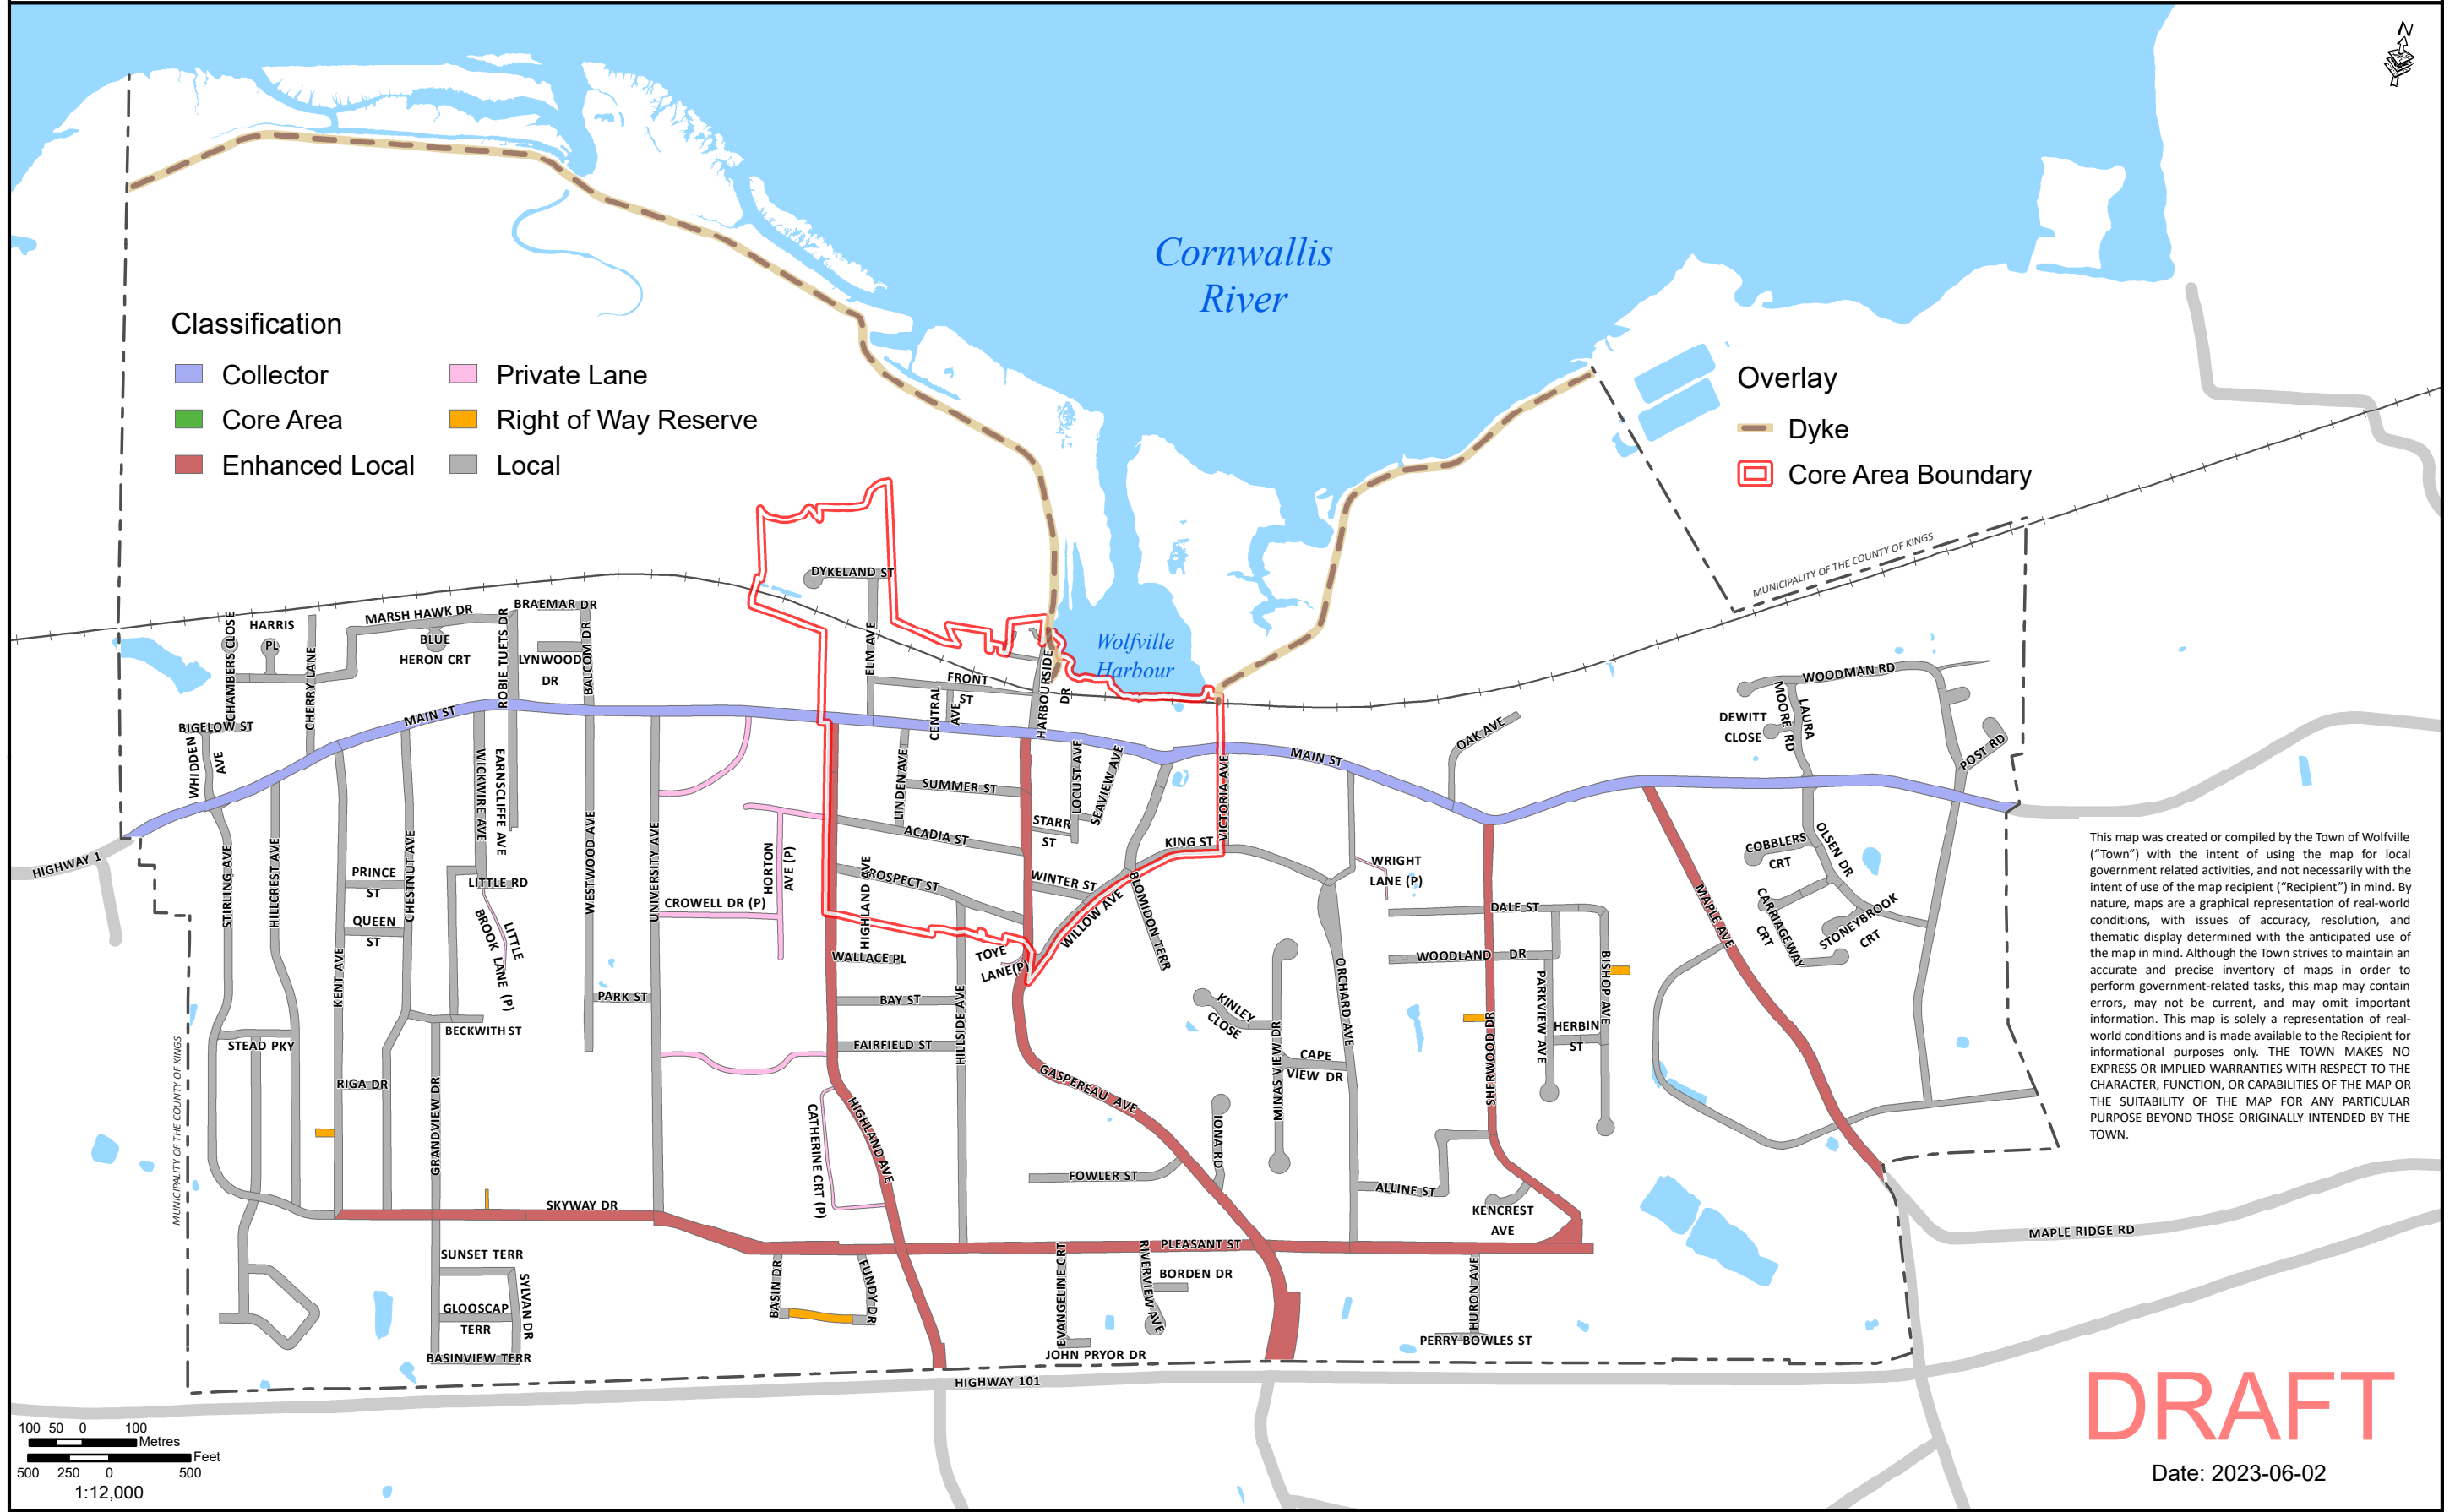 N
Cornwallis
River
Classification
Collector
Private Lane
Core Area
Right of Way Reserve
Enhanced Local
Local
Overlay
Dyke
Core Area Boundary
MUNICIPALITY OF THE COUNTY OF KINGS
Wolfville
Harbour
DYKELAND ST
BRAEMAR DR
MARSH HAWK DR
CHAMBERS CLOSE
HARRIS
PL
BLUE
HERON CRT
ROBIE TUFTS DR
LYNWOOD
DR
BALCOM DR
ELM AVE
CHERRY LANE
FRONT
ST
CENTRAL
AVE
HARBOURSIDE
DR
BIGELOW ST
MAIN ST
WHIDDEN
AVE
WICKWIRE AVE
EARNSCLIFFE AVE
LINDEN AVE
SUMMER ST
LOCUST AVE
SEAVIEW AVE
VICTORIA AVE
MAIN ST
OAK AVE
WOODMAN RD
DEWITT
CLOSE
LAURA
MOORE RD
POST RD
HIGHWAY 1
STIRLING AVE
HILLCREST AVE
PRINCE
ST
QUEEN
ST
KENT AVE
CHESTNUT AVE
LITTLE RD
LITTLE
BROOK LANE (P)
WESTWOOD AVE
UNIVERSITY AVE
CROWELL DR (P)
HORTON
AVE (P)
ACADIA ST
STARR
ST
PROSPECT ST
HIGHLAND AVE
WINTER ST
KING ST
WILLOW AVE
BLOMIDON TERR
WRIGHT
LANE (P)
COBBLERS
CRT
OLSEN DR
CARRIAGEWAY
CRT
STONEYBROOK
CRT
MAPLE AVE
DALE ST
WOODLAND DR
BISHOP AVE
PARKVIEW AVE
HERBIN
ST
SHERWOOD DR
ORCHARD AVE
WALLACE PL
TOYE
LANE(P)
BAY ST
FAIRFIELD ST
HILLSIDE AVE
PARK ST
BECKWITH ST
STEAD PKY
RIGA DR
GRANDVIEW DR
KINLEY
CLOSE
MINAS VIEW DR
CAPE
VIEW DR
GASPEREAU AVE
IONA RD
FOWLER ST
ALLINE ST
KENCREST
AVE
CATHERINE CRT (P)
HIGHLAND AVE
MUNICIPALITY OF THE COUNTY OF KINGS
SKYWAY DR
PLEASANT ST
SUNSET TERR
SYLVAN DR
GLOOSCAP
TERR
BASINVIEW TERR
BASIN DR
FUNDY DR
EVANGELINE CRT
RIVERVIEW AVE
BORDEN DR
JOHN PRYOR DR
HURON AVE
PERRY BOWLES ST
MAPLE RIDGE RD
HIGHWAY 101
This map was created or compiled by the Town of Wolfville
("Town") with the intent of using the map for local
government related activities, and not necessarily with the
intent of use of the map recipient ("Recipient") in mind. By
nature, maps are a graphical representation of real-world
conditions, with issues of accuracy, resolution, and
thematic display determined with the anticipated use of
the map in mind. Although the Town strives to maintain an
accurate and precise inventory of maps in order to
perform government-related tasks, this map may contain
errors, may not be current, and may omit important
information. This map is solely a representation of real-
world conditions and is made available to the Recipient for
informational purposes only. THE TOWN MAKES NO
EXPRESS OR IMPLIED WARRANTIES WITH RESPECT TO THE
CHARACTER, FUNCTION, OR CAPABILITIES OF THE MAP OR
THE SUITABILITY OF THE MAP FOR ANY PARTICULAR
PURPOSE BEYOND THOSE ORIGINALLY INTENDED BY THE
TOWN.
DRAFT
Date: 2023-06-02
100 50 0 100
Metres
Feet
500 250 0 500
1:12,000